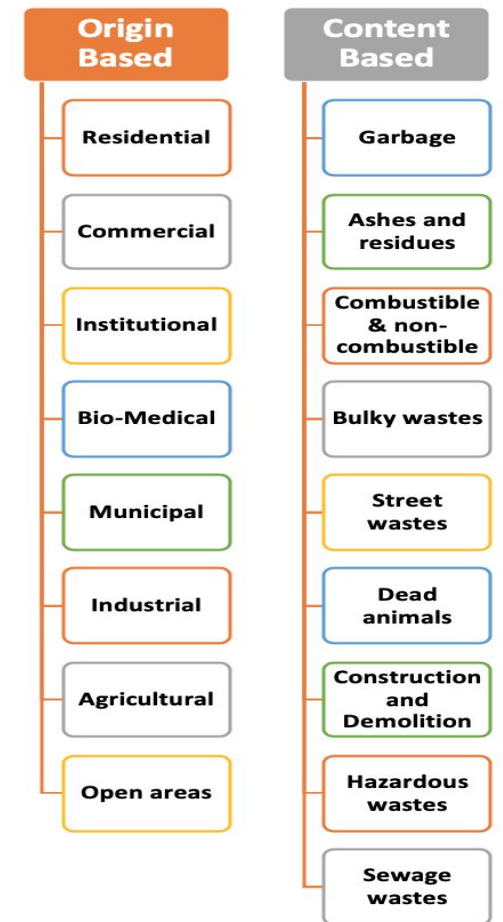 Origin
Based
Residential
Commercial
Institutional
Bio-Medical
Municipal
Industrial
Agricultural
Open areas
Content
Based
Garbage
Ashes and
residues
Combustible
& non-
combustible
Bulky wastes
Street
wastes
Dead
animals
Construction
and
Demolition
Hazardous
wastes
Sewage
wastes